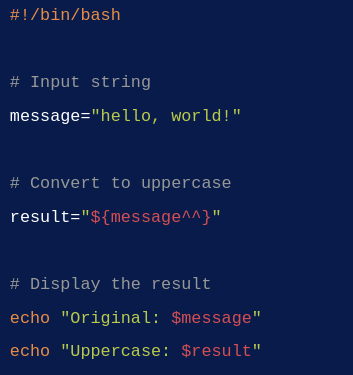 #!/bin/bash
# Input string
message="hello, world!"
# Convert to uppercase
result="${message^^}"
# Display the result
echo "Original: $message"
echo "Uppercase: $result"